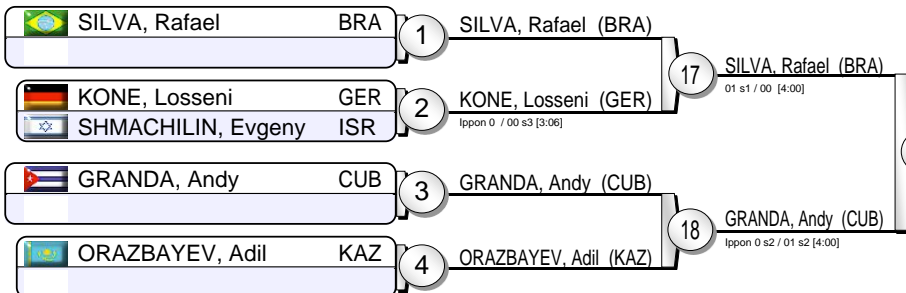 SILVA, Rafael BRA
1
SILVA, Rafael (BRA)
17
SILVA, Rafael (BRA)
01 s1 / 00 [4:00]
KONE, Losseni GER
SHMACHILIN, Evgeny ISR
2
KONE, Losseni (GER)
Ippon 0 / 00 s3 [3:06]
GRANDA, Andy CUB
3
GRANDA, Andy (CUB)
18
GRANDA, Andy (CUB)
Ippon 0 s2 / 01 s2 [4:00]
ORAZBAYEV, Adil KAZ
4
ORAZBAYEV, Adil (KAZ)